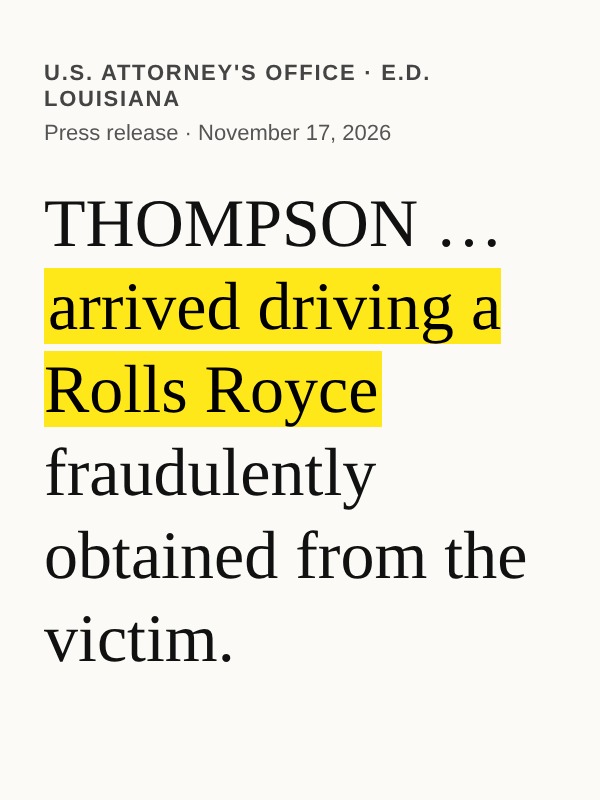 U.S. ATTORNEY'S OFFICE · E.D.
LOUISIANA
Press release · November 17, 2026
THOMPSON …
arrived driving a
Rolls Royce
fraudulently
obtained from the
victim.